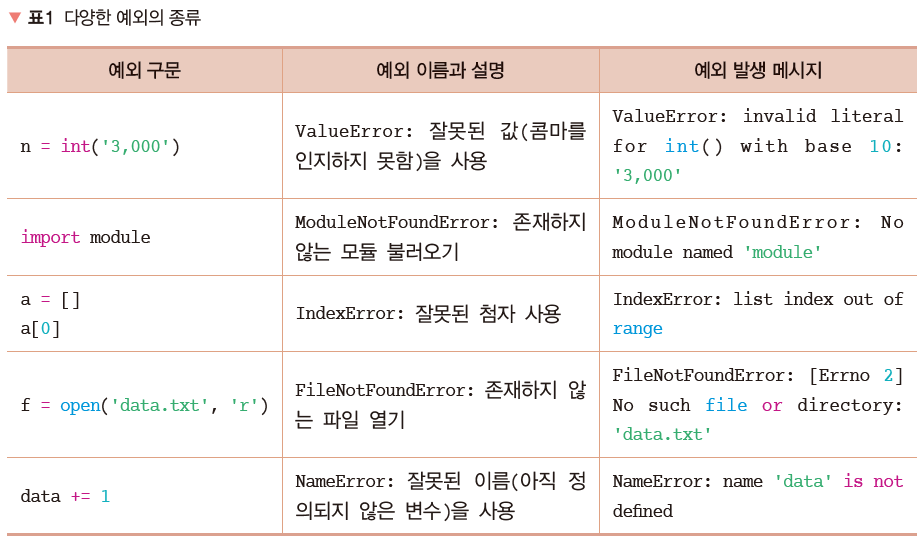 ▼ 표1 다양한 예외의 종류
예외 구문
예외 이름과 설명
예외 발생 메시지
n = int('3,000')
ValueError: 잘못된 값(콤마를
인지하지 못함)을 사용
ValueError: invalid literal
for int() with base 10:
'3,000'
import module
ModuleNotFoundError: 존재하지
않는 모듈 불러오기
ModuleNotFoundError: No
module named 'module'
a = []
a[0]
IndexError: 잘못된 첨자 사용
IndexError: list index out of
range
f = open('data.txt', 'r')
FileNotFoundError: 존재하지 않
는 파일 열기
FileNotFoundError: [Errno 2]
No such file or directory:
'data.txt'
data += 1
NameError: 잘못된 이름(아직 정
의되지 않은 변수)을 사용
NameError: name 'data' is not
defined